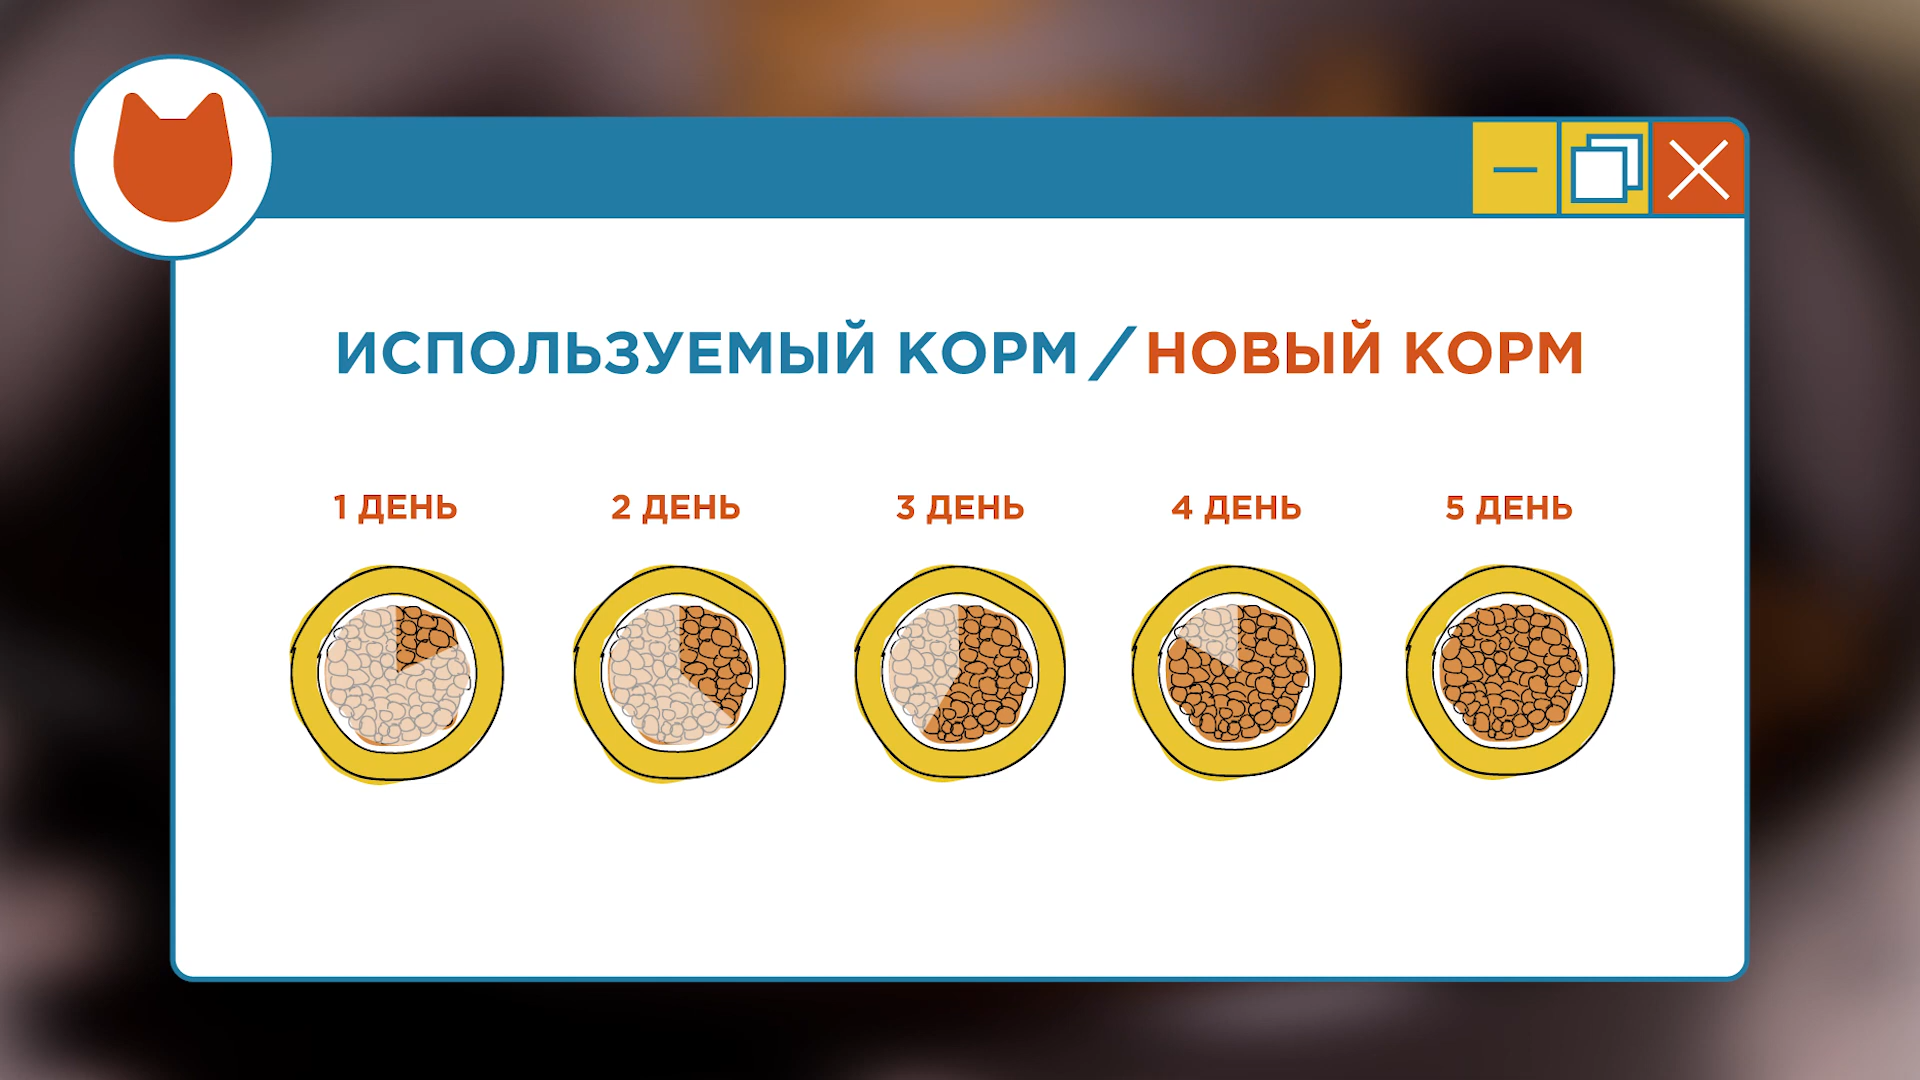 ИСПОЛЬЗУЕМЫЙ КОРМ / НОВЫЙ КОРМ
1 ДЕНЬ
2 ДЕНЬ
3 ДЕНЬ
4 ДЕНЬ
5 ДЕНЬ